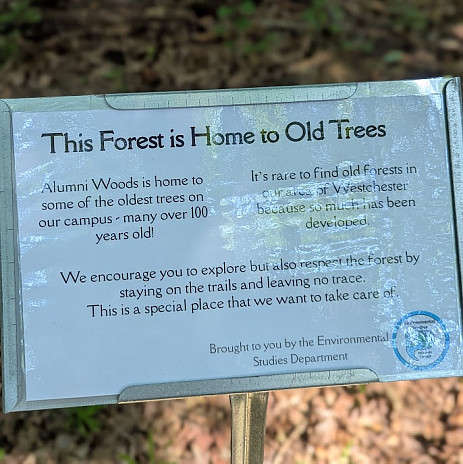 This Forest is Home to Old Trees
Alumni Woods is home to
some of the oldest trees on
our campus - many over 100
years old!
It's rare to find old forests in
our area of Westchester
because so much has been
developed.
We encourage you to explore but also respect the forest by
staying on the trails and leaving no trace.
This is a special place that we want to take care of.
Brought to you by the Environmental
Studies Department